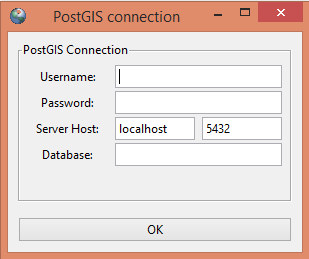 PostGIS connection
PostGIS Connection
Username:
Password:
Server Host: localhost 5432
Database:
OK